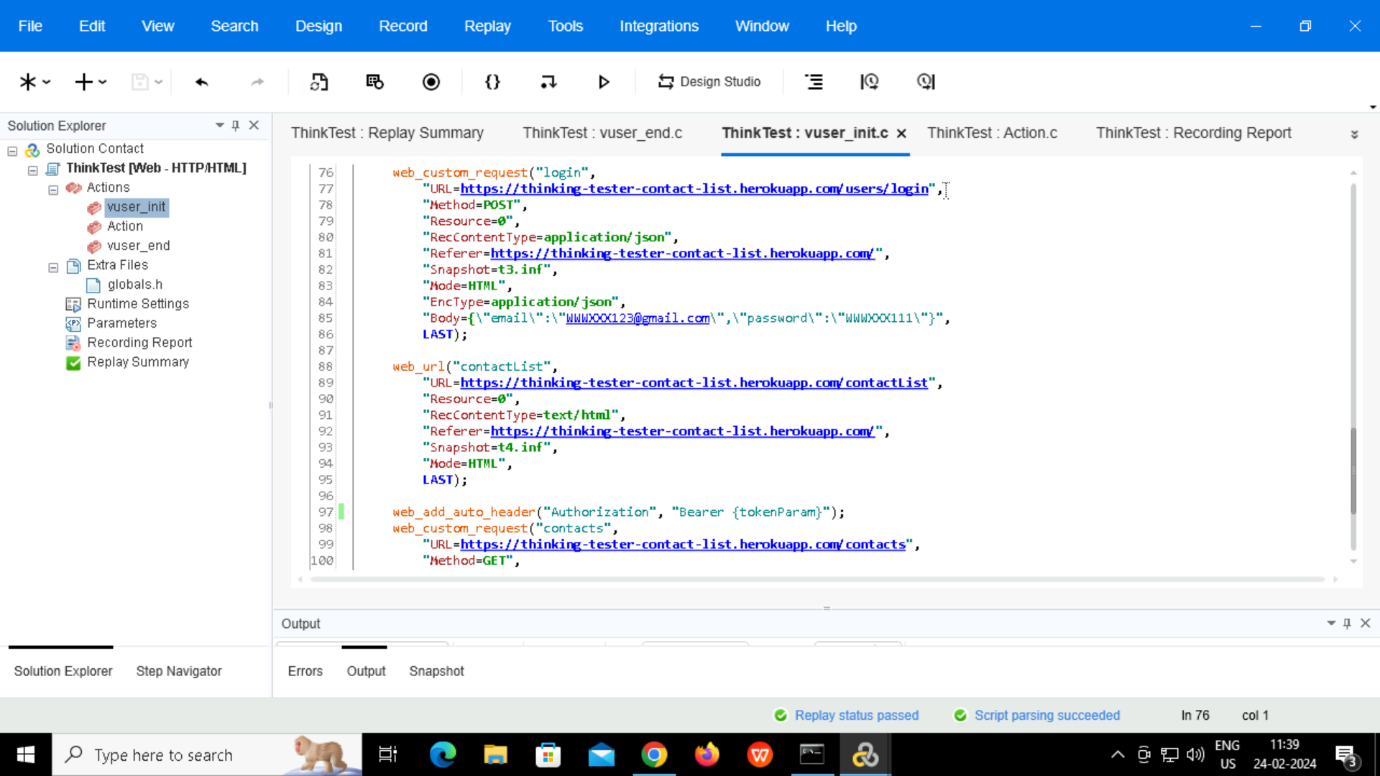 File Edit View Search Design Record Replay Tools Integrations Window Help
Design Studio
Solution Explorer
ThinkTest : Replay Summary ThinkTest : vuser_end.c ThinkTest : vuser_init.c ThinkTest : Action.c ThinkTest : Recording Report
Solution Contact
ThinkTest [Web - HTTP/HTML]
Actions
vuser_init
Action
vuser_end
Extra Files
globals.h
Runtime Settings
Parameters
Recording Report
Replay Summary
76 web_custom_request("login",
77 "URL=https://thinking-tester-contact-list.herokuapp.com/users/login",
78 "Method=POST",
79 "Resource=0",
80 "RecContentType=application/json",
81 "Referer=https://thinking-tester-contact-list.herokuapp.com/",
82 "Snapshot=t3.inf",
83 "Mode=HTML",
84 "EncType=application/json",
85 "Body={\"email\":\"WWWXXX123@gmail.com\",\"password\":\"WWWXXX111\"}",
86 LAST);
87
88 web_url("contactList",
89 "URL=https://thinking-tester-contact-list.herokuapp.com/contactList",
90 "Resource=0",
91 "RecContentType=text/html",
92 "Referer=https://thinking-tester-contact-list.herokuapp.com/",
93 "Snapshot=t4.inf",
94 "Mode=HTML",
95 LAST);
96
97 web_add_auto_header("Authorization", "Bearer {tokenParam}");
98 web_custom_request("contacts",
99 "URL=https://thinking-tester-contact-list.herokuapp.com/contacts",
100 "Method=GET",
Output
Solution Explorer Step Navigator
Errors Output Snapshot
Replay status passed Script parsing succeeded ln 76 col 1
Type here to search
ENG
US
11:39
24-02-2024
3